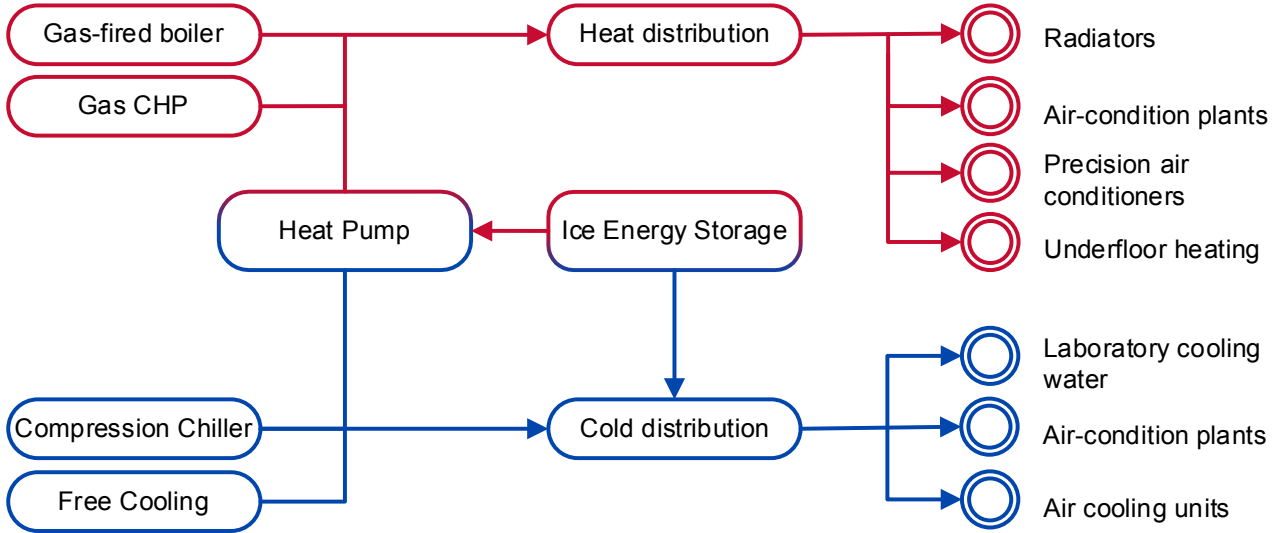 Gas-fired boiler
Heat distribution
Radiators
Gas CHP
Air-condition plants
Precision air
conditioners
Heat Pump
Ice Energy Storage
Underfloor heating
Laboratory cooling
water
Compression Chiller
Cold distribution
Air-condition plants
Free Cooling
Air cooling units